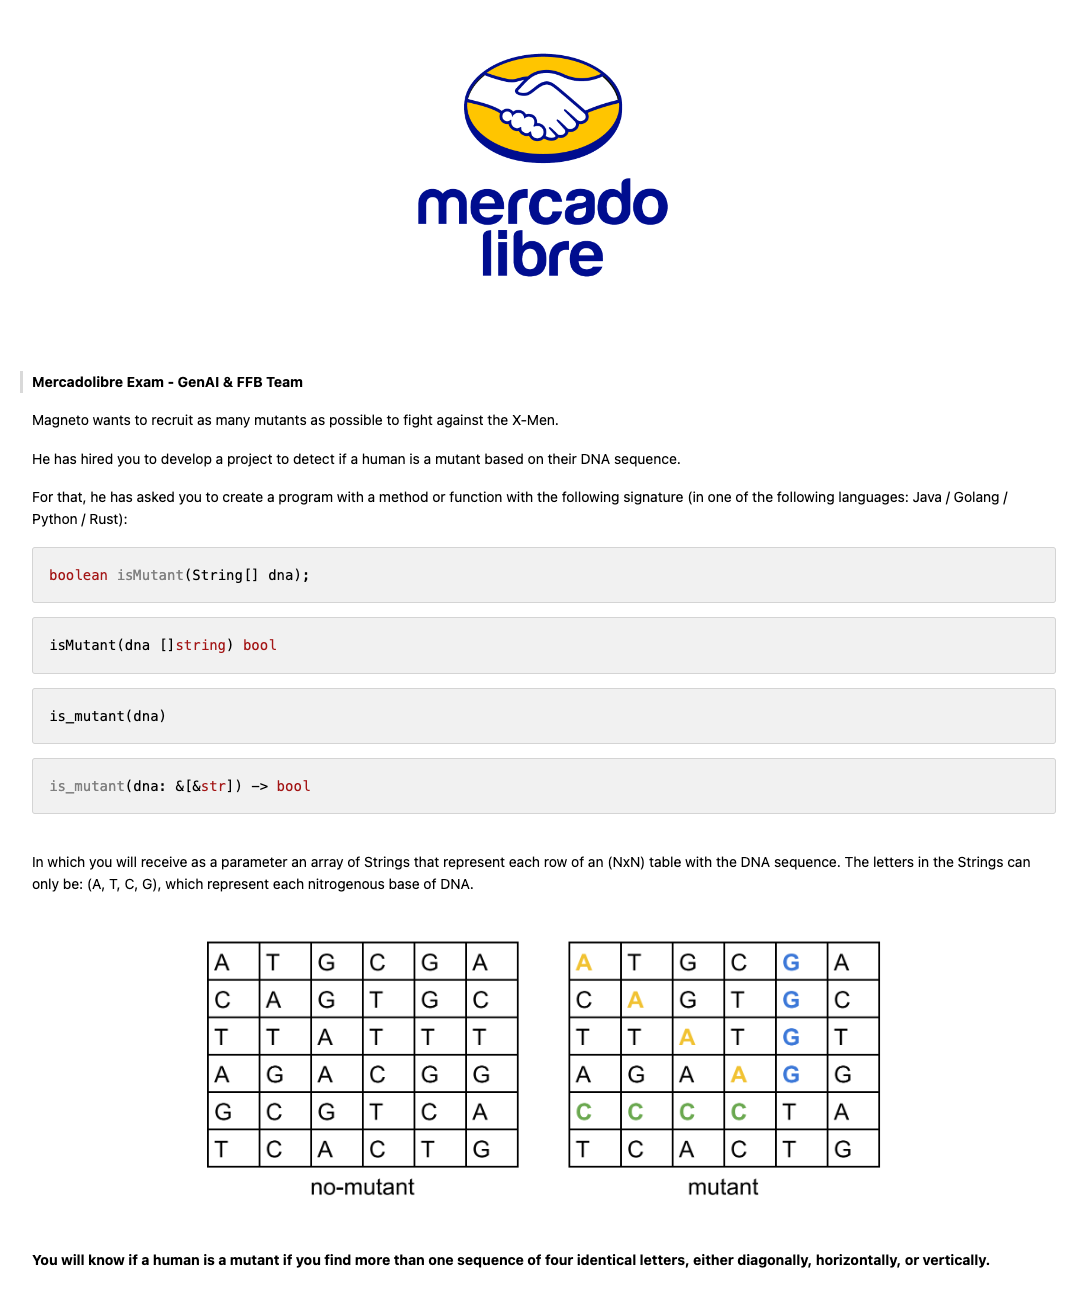 mercado
libre
Mercadolibre Exam - GenAI & FFB Team
Magneto wants to recruit as many mutants as possible to fight against the X-Men.
He has hired you to develop a project to detect if a human is a mutant based on their DNA sequence.
For that, he has asked you to create a program with a method or function with the following signature (in one of the following languages: Java / Golang /
Python / Rust):
boolean isMutant(String[] dna);
isMutant(dna []string) bool
is_mutant(dna)
is_mutant(dna: &[&str]) -> bool
In which you will receive as a parameter an array of Strings that represent each row of an (NxN) table with the DNA sequence. The letters in the Strings can
only be: (A, T, C, G), which represent each nitrogenous base of DNA.
A T G C G A
C A G T G C
T T A T T T
A G A C G G
G C G T C A
T C A C T G
no-mutant
A T G C G A
C A G T G C
T T A T G T
A G A A G G
C C C C T A
T C A C T G
mutant
You will know if a human is a mutant if you find more than one sequence of four identical letters, either diagonally, horizontally, or vertically.